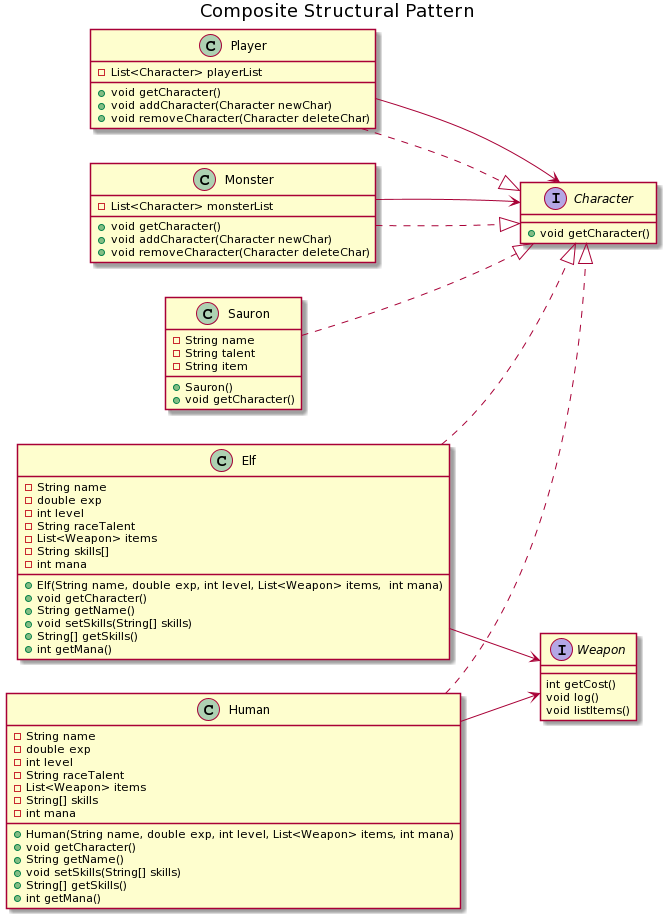 Composite Structural Pattern
C Player
List<Character> playerList
void getCharacter()
void addCharacter(Character newChar)
void removeCharacter(Character deleteChar)
C Monster
List<Character> monsterList
void getCharacter()
void addCharacter(Character newChar)
void removeCharacter(Character deleteChar)
I Character
void getCharacter()
C Sauron
String name
String talent
String item
Sauron()
void getCharacter()
C Elf
String name
double exp
int level
String raceTalent
List<Weapon> items
String skills[]
int mana
Elf(String name, double exp, int level, List<Weapon> items,  int mana)
void getCharacter()
String getName()
void setSkills(String[] skills)
String[] getSkills()
int getMana()
I Weapon
int getCost()
void log()
void listItems()
C Human
String name
double exp
int level
String raceTalent
List<Weapon> items
String[] skills
int mana
Human(String name, double exp, int level, List<Weapon> items, int mana)
void getCharacter()
String getName()
void setSkills(String[] skills)
String[] getSkills()
int getMana()